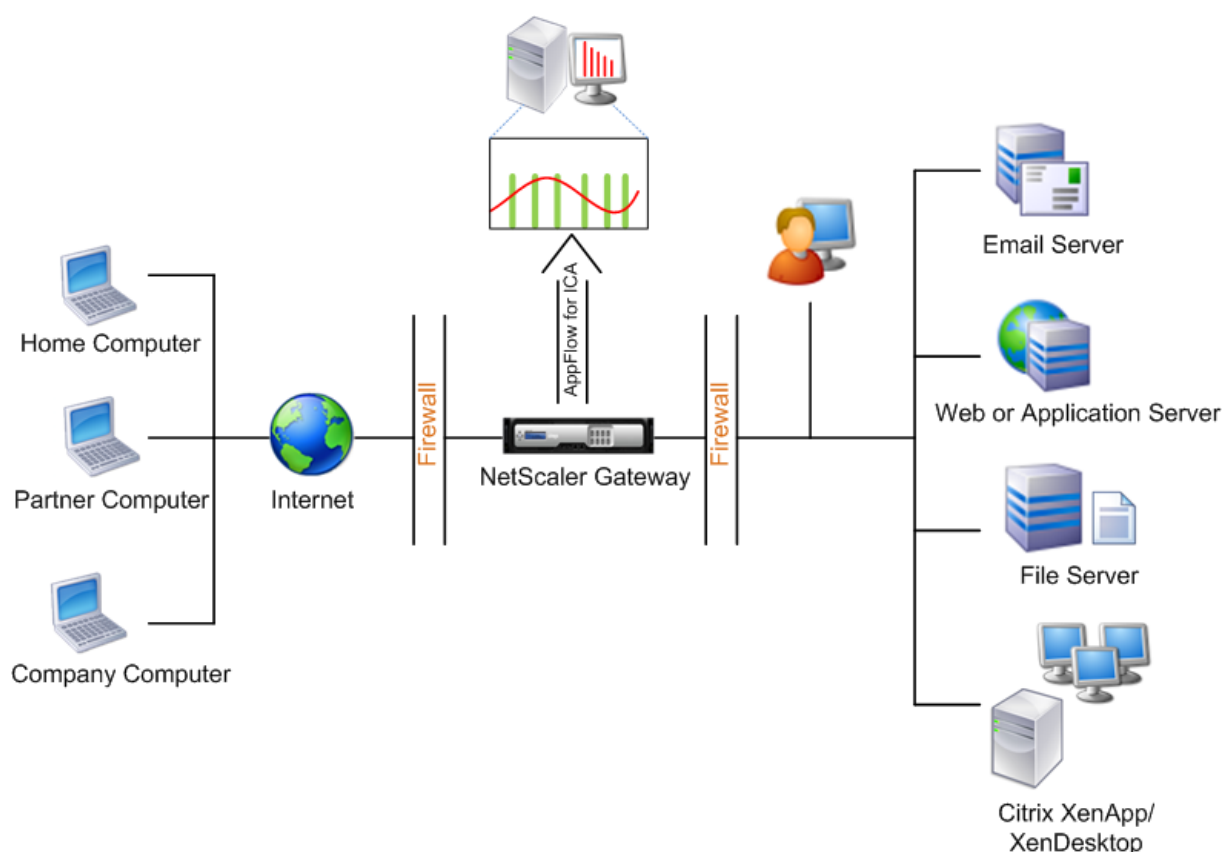 AppFlow for ICA
Home Computer
Partner Computer
Company Computer
Internet
Firewall
NetScaler Gateway
Firewall
Email Server
Web or Application Server
File Server
Citrix XenApp/
XenDesktop